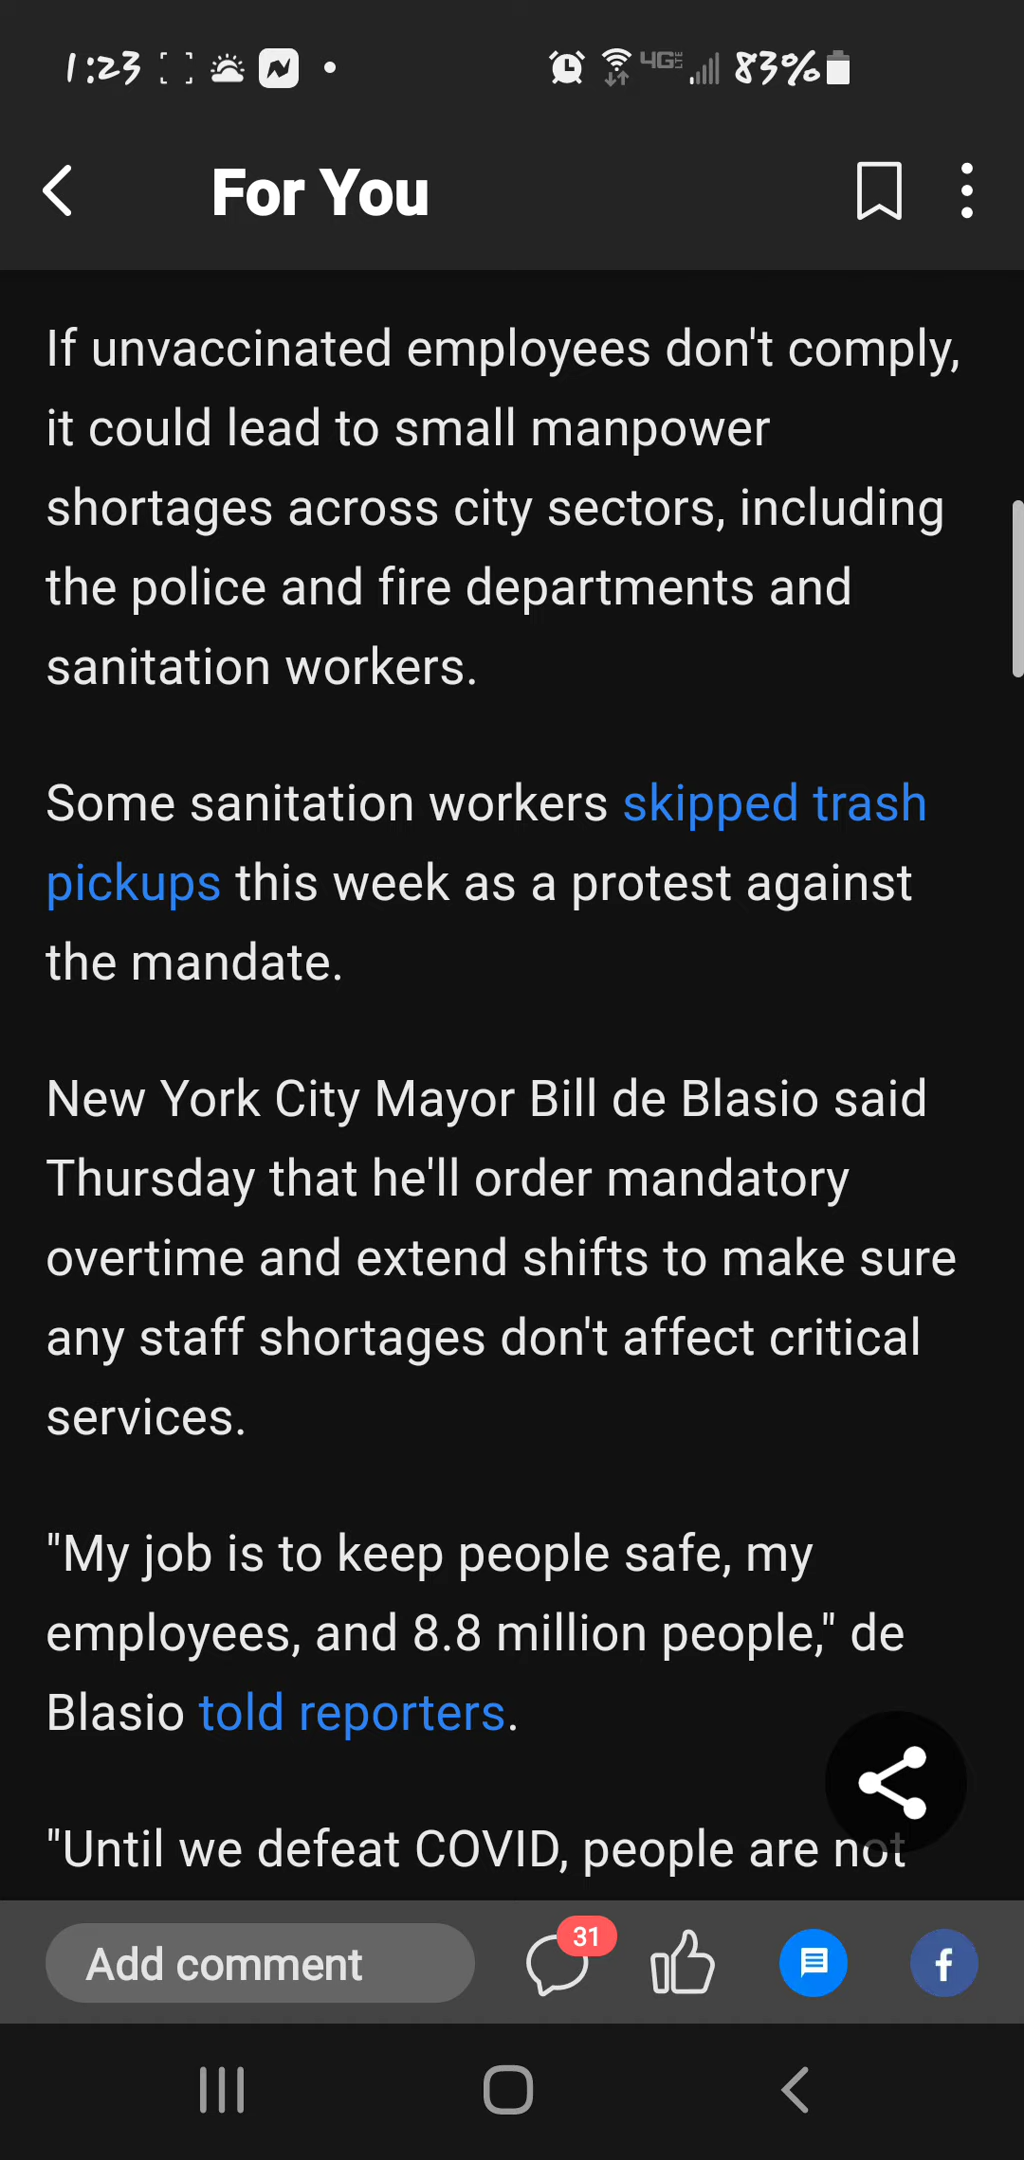 1:23
4G LTE 83%
For You
If unvaccinated employees don't comply,
it could lead to small manpower
shortages across city sectors, including
the police and fire departments and
sanitation workers.
Some sanitation workers skipped trash
pickups this week as a protest against
the mandate.
New York City Mayor Bill de Blasio said
Thursday that he'll order mandatory
overtime and extend shifts to make sure
any staff shortages don't affect critical
services.
"My job is to keep people safe, my
employees, and 8.8 million people," de
Blasio told reporters.
"Until we defeat COVID, people are not
Add comment
31